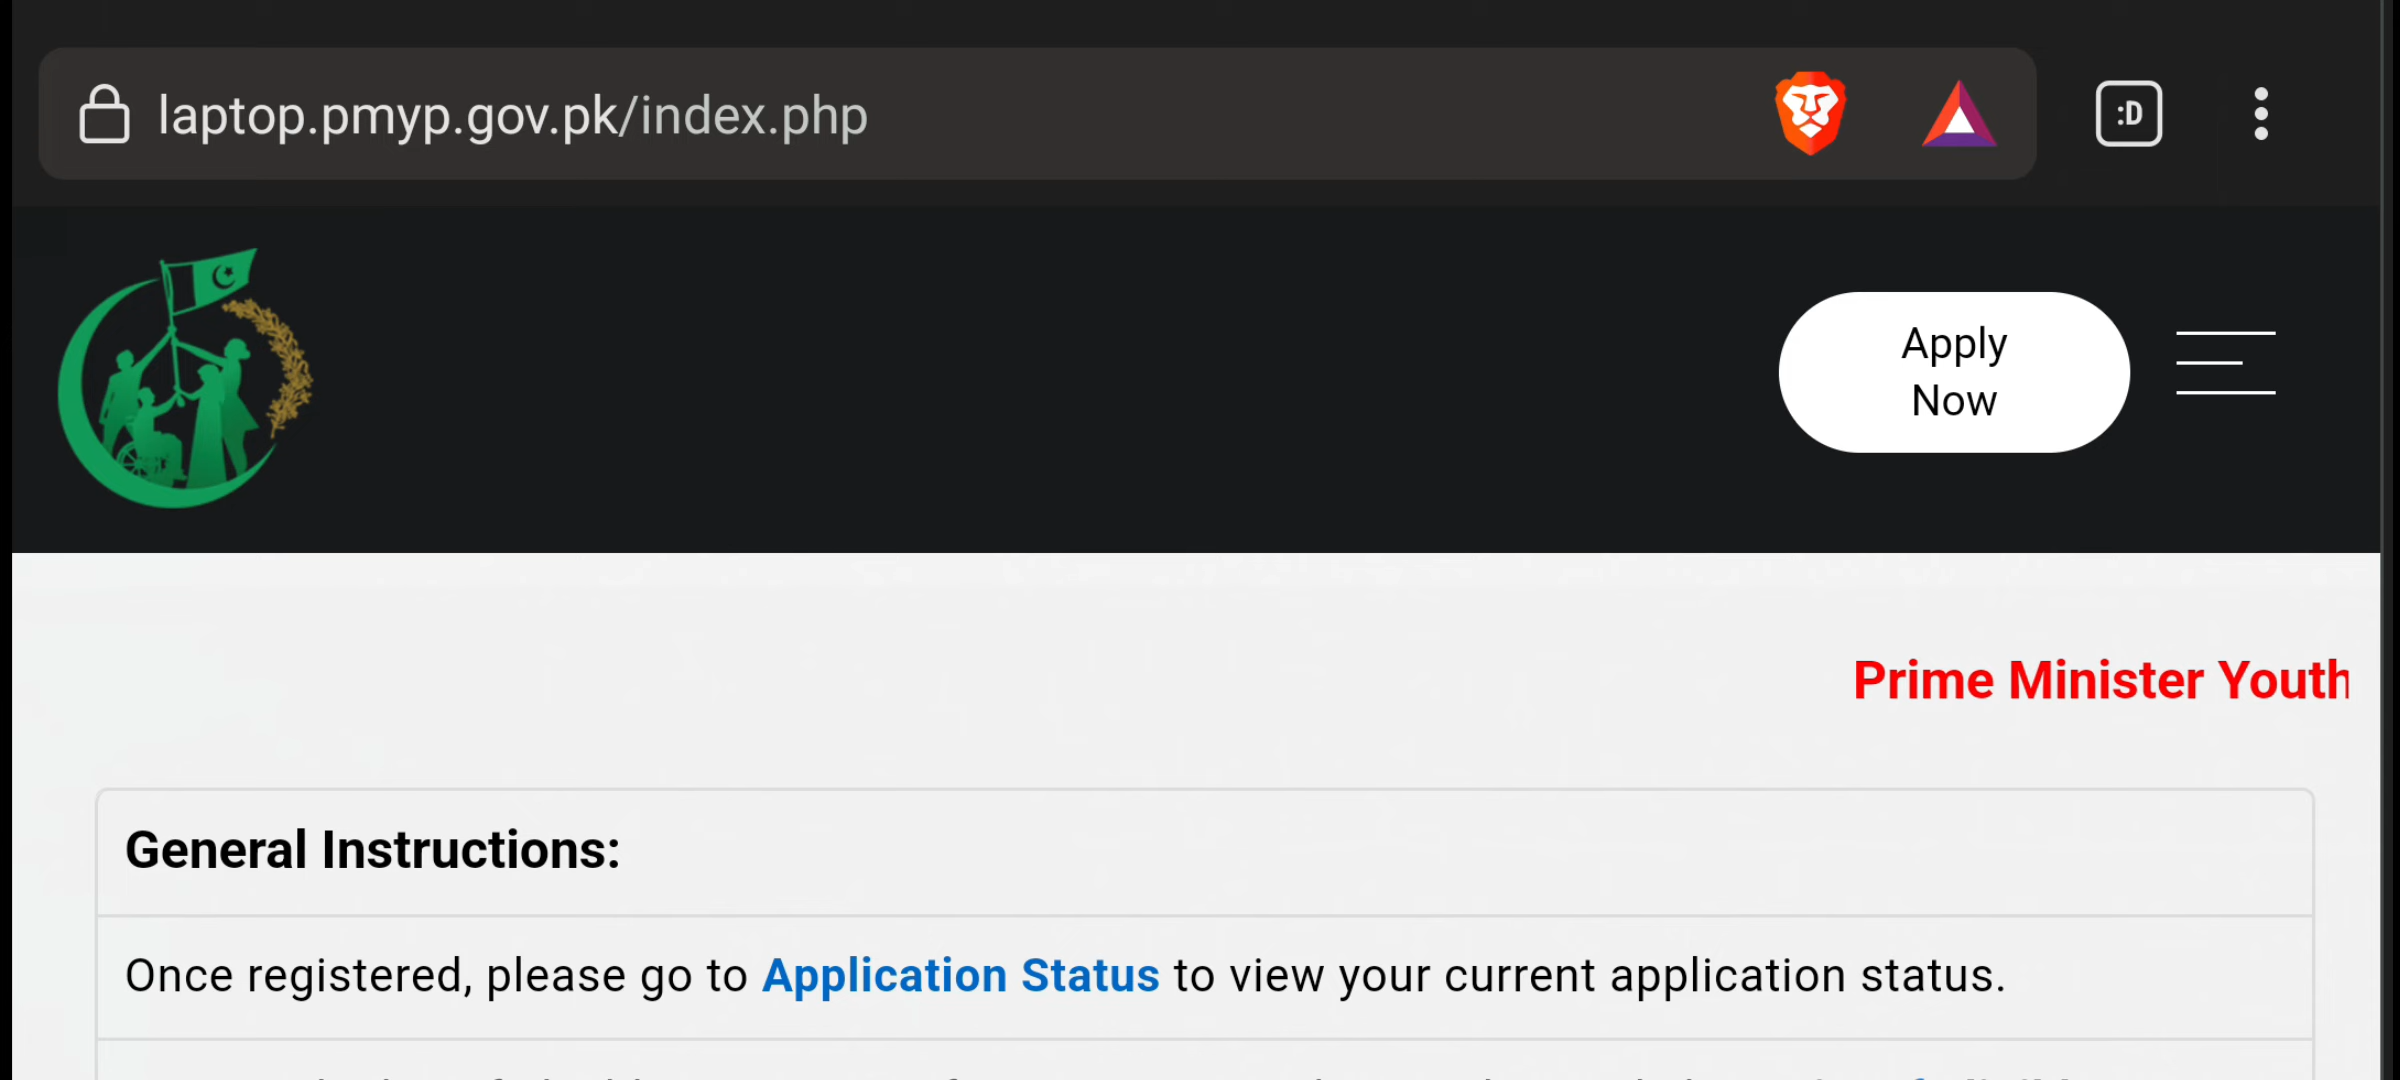 laptop.pmyp.gov.pk/index.php
:D
Apply
Now
Prime Minister Youth
General Instructions:
Once registered, please go to Application Status to view your current application status.